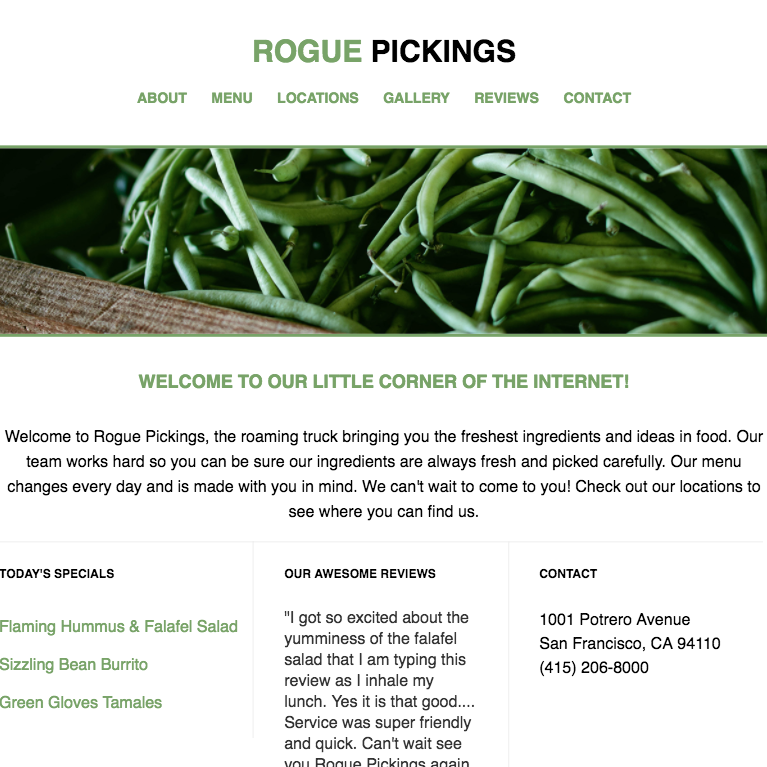 ROGUE PICKINGS
ABOUT MENU LOCATIONS GALLERY REVIEWS CONTACT
WELCOME TO OUR LITTLE CORNER OF THE INTERNET!
Welcome to Rogue Pickings, the roaming truck bringing you the freshest ingredients and ideas in food. Our
team works hard so you can be sure our ingredients are always fresh and picked carefully. Our menu
changes every day and is made with you in mind. We can't wait to come to you! Check out our locations to
see where you can find us.
TODAY'S SPECIALS
Flaming Hummus & Falafel Salad
Sizzling Bean Burrito
Green Gloves Tamales
OUR AWESOME REVIEWS
"I got so excited about the
yumminess of the falafel
salad that I am typing this
review as I inhale my
lunch. Yes it is that good....
Service was super friendly
and quick. Can't wait see
you Rogue Pickings again
CONTACT
1001 Potrero Avenue
San Francisco, CA 94110
(415) 206-8000